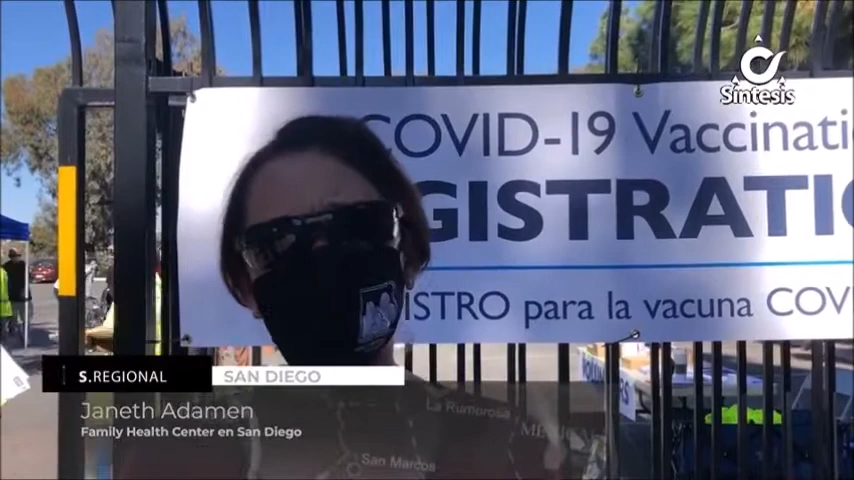 Síntesis
COVID-19 Vaccinati
GISTRATI
ISTRO para la vacuna COV
S.REGIONAL
SAN DIEGO
Janeth Adamen
Family Health Center en San Diego
La Rumorosa
San Marcos